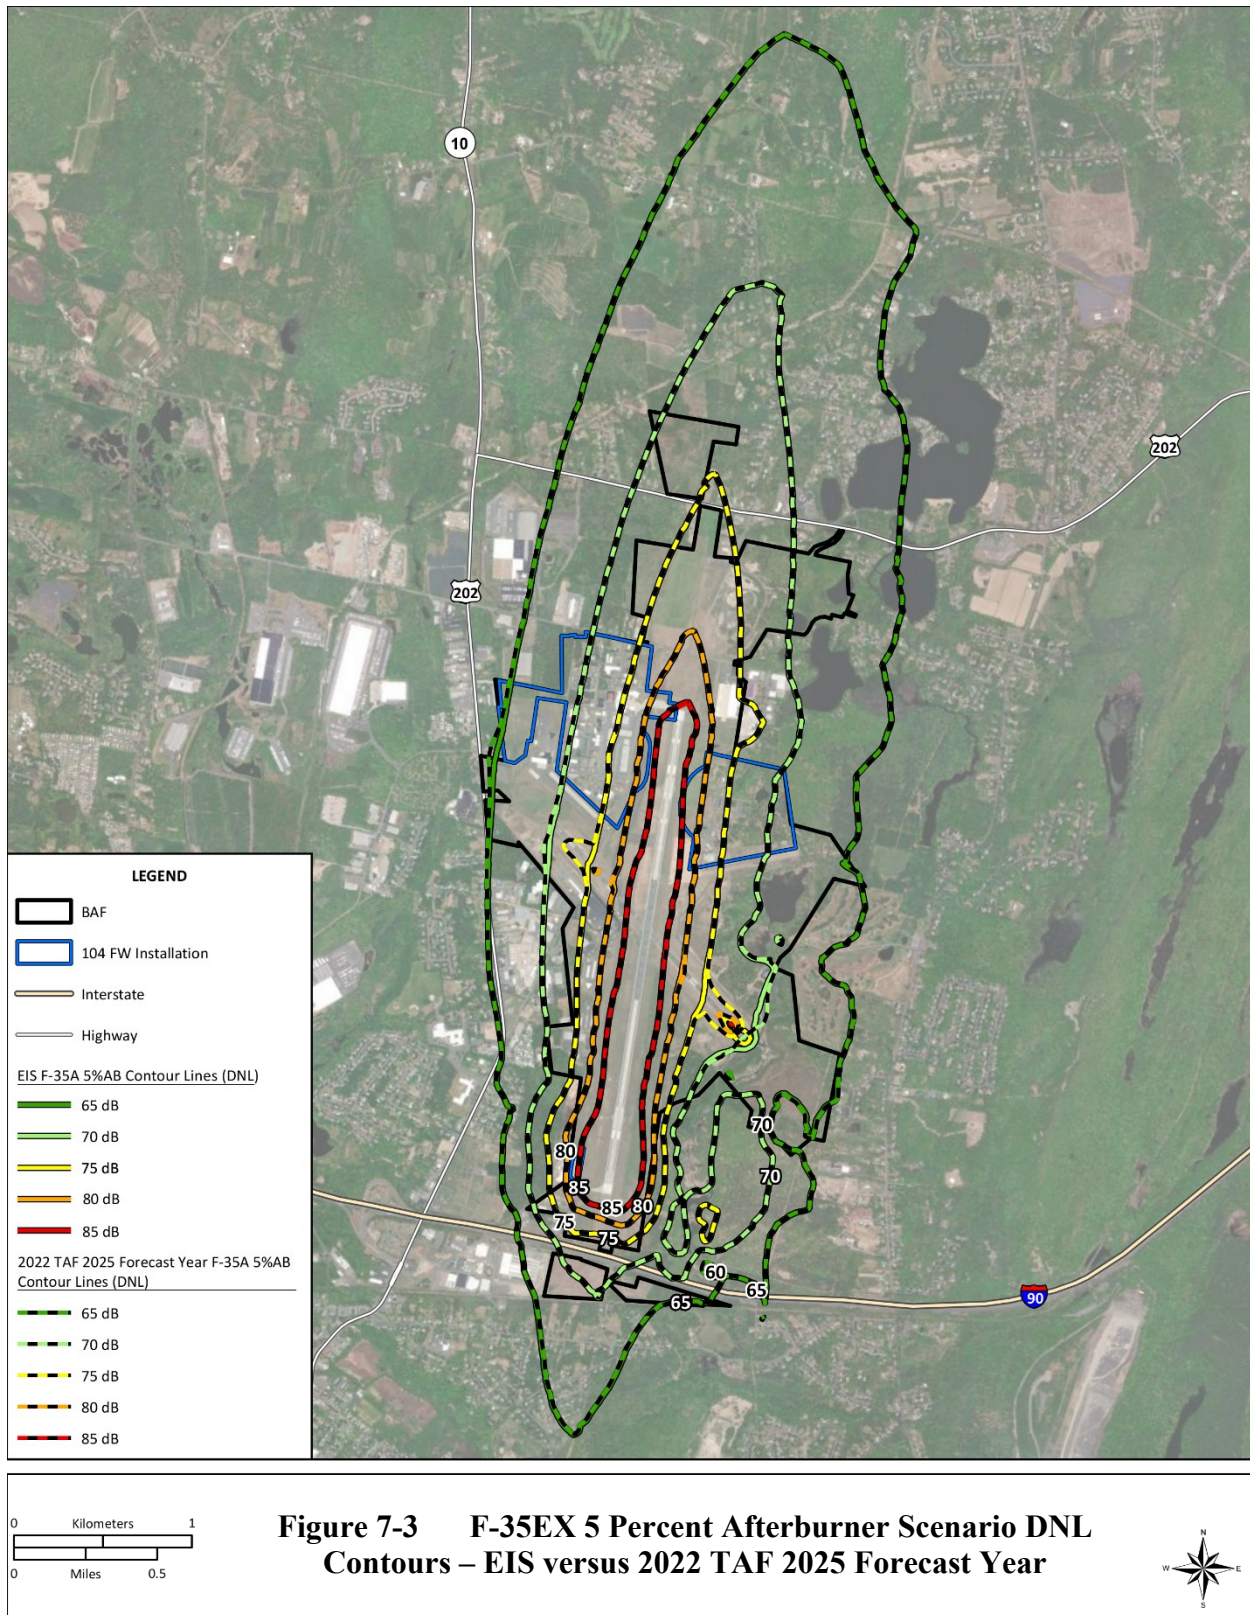 10
202
202
70
70
80
85
85
80
75
75
60
65
65
90
LEGEND
BAF
104 FW Installation
Interstate
Highway
EIS F-35A 5%AB Contour Lines (DNL)
65 dB
70 dB
75 dB
80 dB
85 dB
2022 TAF 2025 Forecast Year F-35A 5%AB
Contour Lines (DNL)
65 dB
70 dB
75 dB
80 dB
85 dB
0 Kilometers 1
0 Miles 0.5
Figure 7-3 F-35EX 5 Percent Afterburner Scenario DNL
Contours – EIS versus 2022 TAF 2025 Forecast Year
N
W E
S